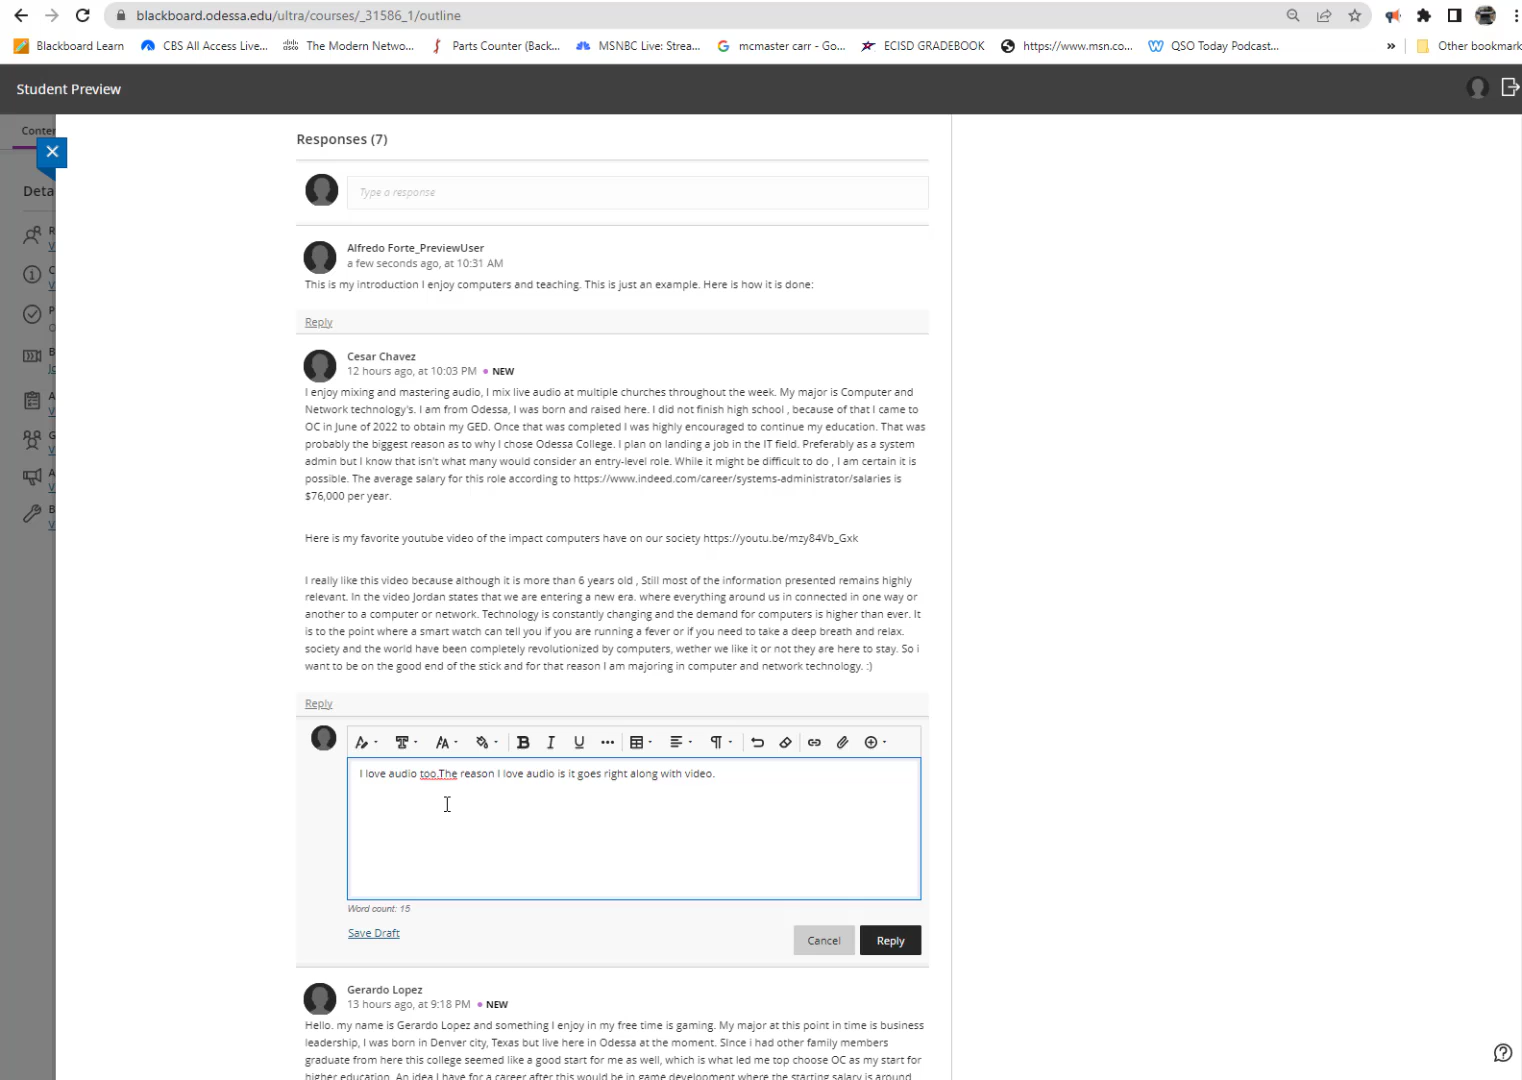 blackboard.odessa.edu/ultra/courses/_31586_1/outline
Blackboard Learn
CBS All Access Live...
The Modern Netwo...
Parts Counter (Back...
MSNBC Live: Strea...
mcmaster carr - Go...
ECISD GRADEBOOK
https://www.msn.co...
QSO Today Podcast...
»
Other bookmark
Student Preview
Conter
Deta
Responses (7)
Type a response
Alfredo Forte_PreviewUser
a few seconds ago, at 10:31 AM
This is my introduction I enjoy computers and teaching. This is just an example. Here is how it is done:
Reply
Cesar Chavez
12 hours ago, at 10:03 PM • NEW
I enjoy mixing and mastering audio, I mix live audio at multiple churches throughout the week. My major is Computer and
Network technology's. I am from Odessa, I was born and raised here. I did not finish high school , because of that I came to
OC in June of 2022 to obtain my GED. Once that was completed I was highly encouraged to continue my education. That was
probably the biggest reason as to why I chose Odessa College. I plan on landing a job in the IT field. Preferably as a system
admin but I know that isn't what many would consider an entry-level role. While it might be difficult to do , I am certain it is
possible. The average salary for this role according to https://www.indeed.com/career/systems-administrator/salaries is
$76,000 per year.
Here is my favorite youtube video of the impact computers have on our society https://youtu.be/mzy84Vb_Gxk
I really like this video because although it is more than 6 years old , Still most of the information presented remains highly
relevant. In the video Jordan states that we are entering a new era. where everything around us in connected in one way or
another to a computer or network. Technology is constantly changing and the demand for computers is higher than ever. It
is to the point where a smart watch can tell you if you are running a fever or if you need to take a deep breath and relax.
society and the world have been completely revolutionized by computers, wether we like it or not they are here to stay. So i
want to be on the good end of the stick and for that reason I am majoring in computer and network technology. :)
Reply
I love audio too.The reason I love audio is it goes right along with video.
Word count: 15
Save Draft
Cancel
Reply
Gerardo Lopez
13 hours ago, at 9:18 PM • NEW
Hello. my name is Gerardo Lopez and something I enjoy in my free time is gaming. My major at this point in time is business
leadership, I was born in Denver city, Texas but live here in Odessa at the moment. SInce i had other family members
graduate from here this college seemed like a good start for me as well, which is what led me top choose OC as my start for
higher education. An idea I have for a career after this would be in game development where the starting salary is around